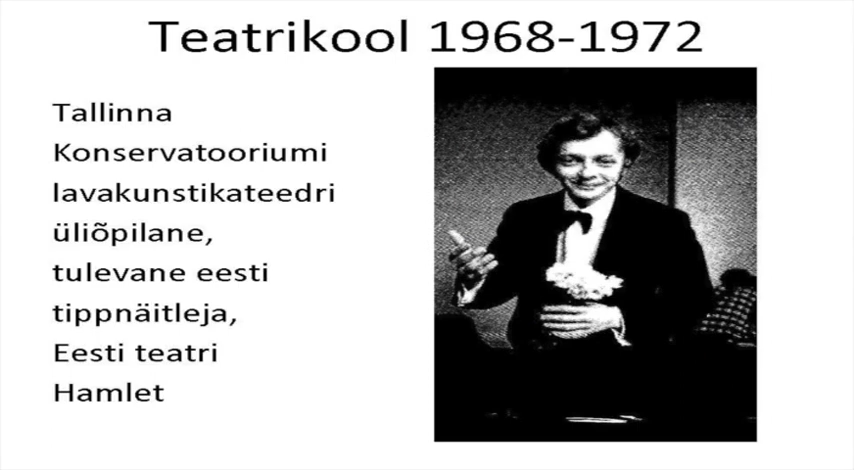 Teatrikool 1968-1972
Tallinna
Konservatooriumi
lavakunstikateedri
üliõpilane,
tulevane eesti
tippnäitleja,
Eesti teatri
Hamlet